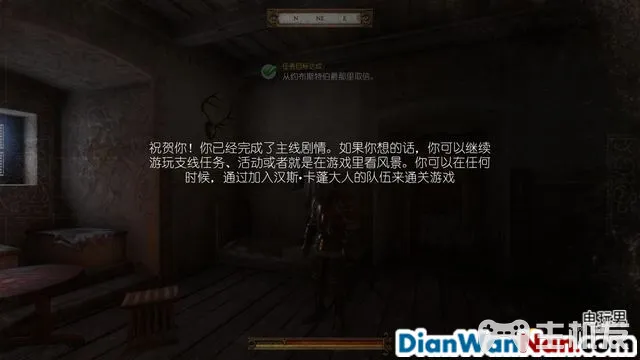 N NE E
任务目标达成:
从约布斯特伯爵那里取信。
祝贺你！你已经完成了主线剧情。如果你想的话，你可以继续
游玩支线任务、活动或者就是在游戏里看风景。你可以在任何
时候，通过加入汉斯·卡蓬大人的队伍来通关游戏
电玩男
DianWanNan.com